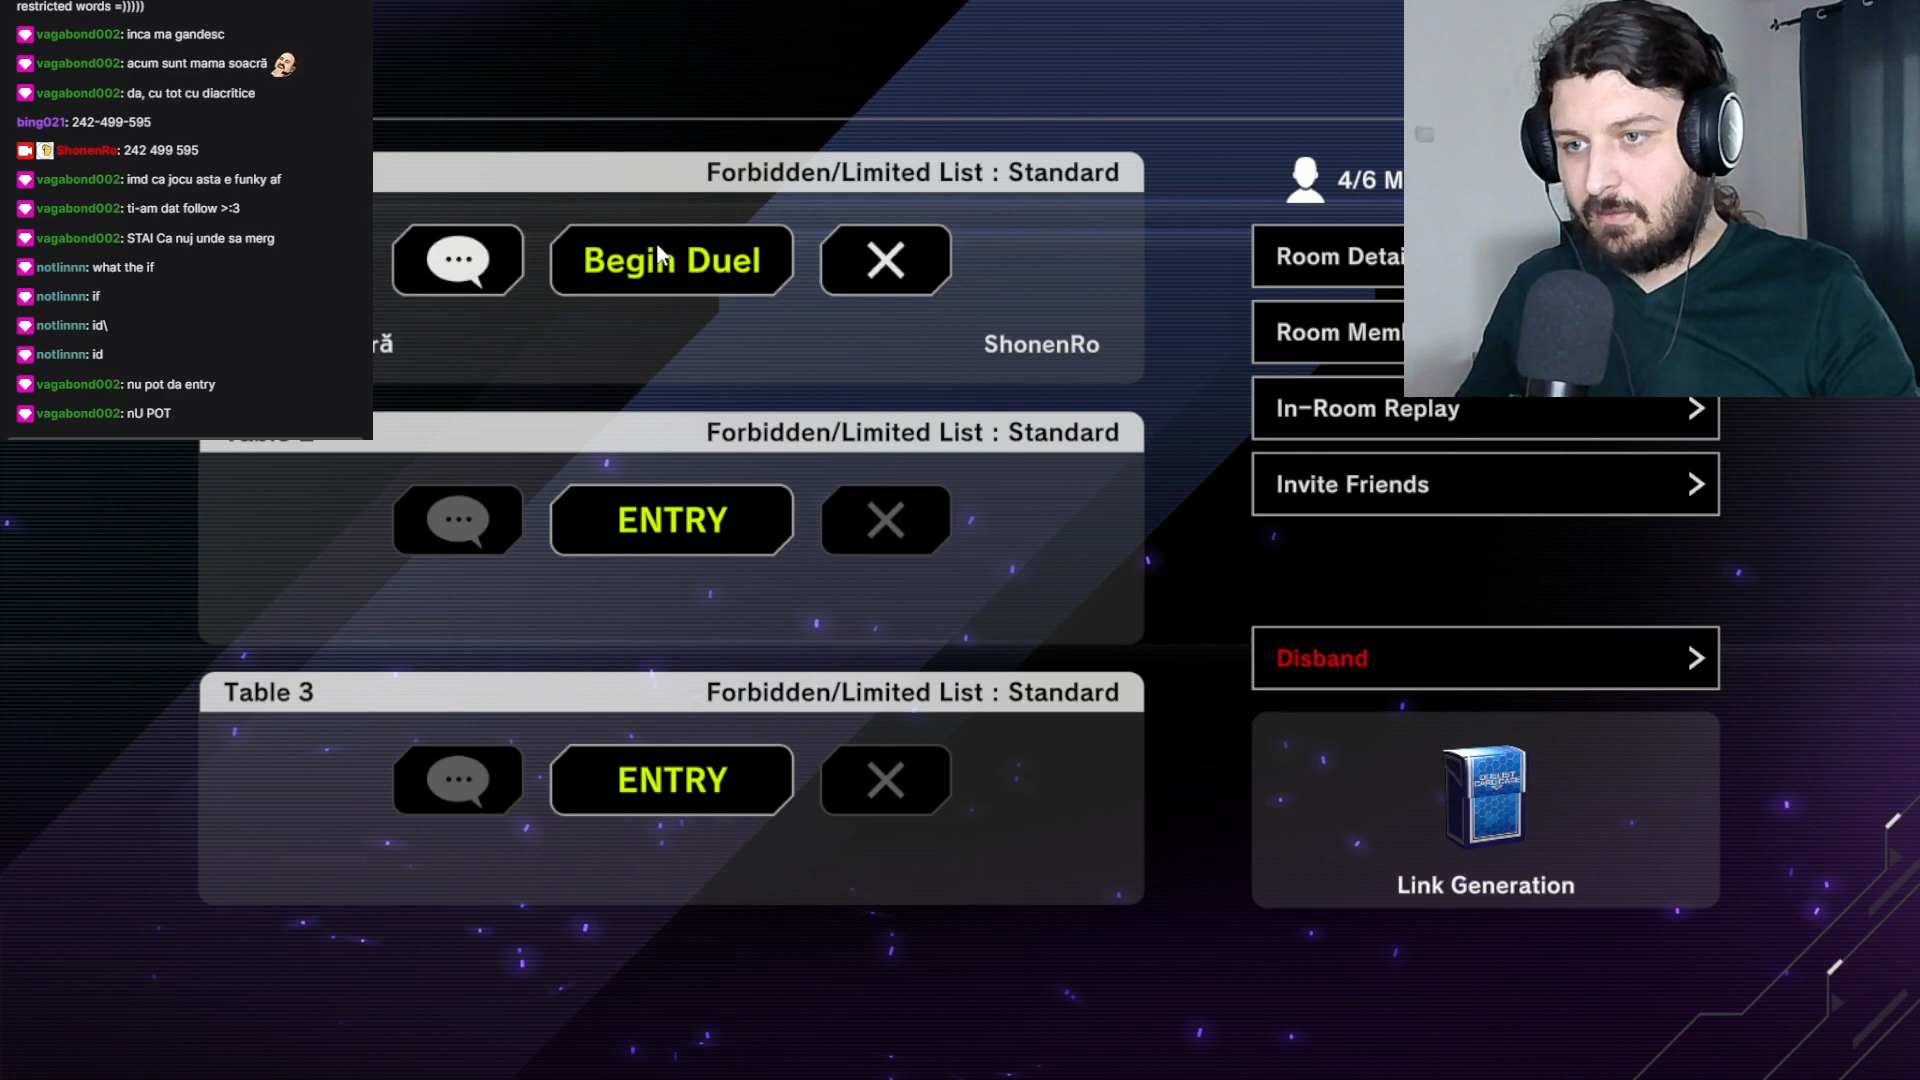 restricted words =)))))
vagabond002: inca ma gandesc
vagabond002: acum sunt mama soacră
vagabond002: da, cu tot cu diacritice
bing021: 242-499-595
ShonenRo: 242 499 595
vagabond002: imd ca jocu asta e funky af
vagabond002: ti-am dat follow >:3
vagabond002: STAI Ca nuj unde sa merg
notlinnn: what the if
notlinnn: if
notlinnn: id\
notlinnn: id
vagabond002: nu pot da entry
vagabond002: nU POT
Forbidden/Limited List : Standard
Begin Duel
ră
ShonenRo
Forbidden/Limited List : Standard
ENTRY
Table 3
Forbidden/Limited List : Standard
ENTRY
4/6 M
Room Detai
Room Mem
In-Room Replay
Invite Friends
Disband
DUELIST
CARD CASE
Link Generation